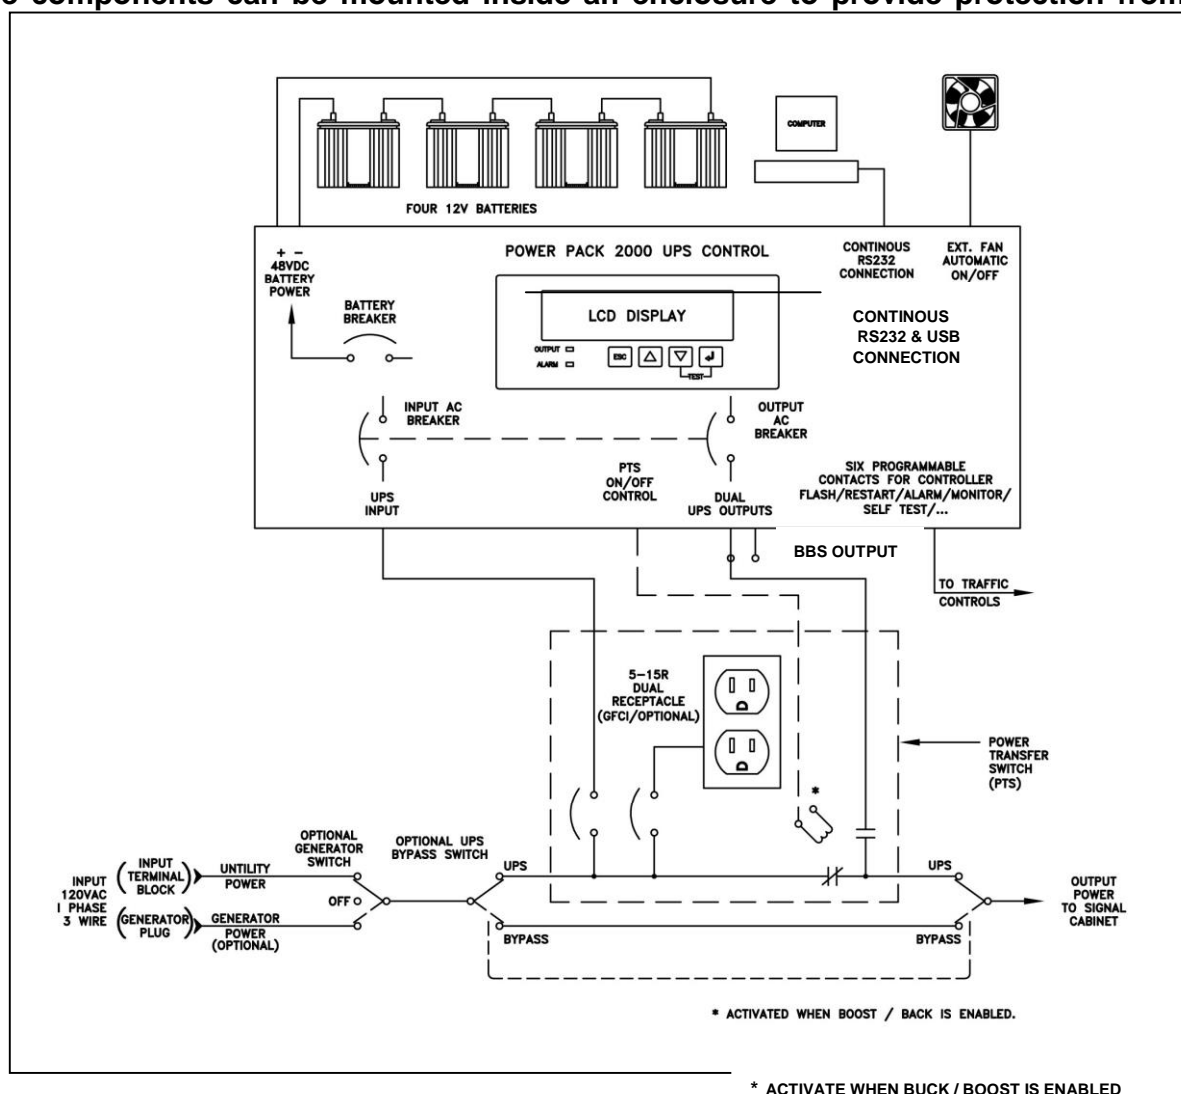 components can be mounted inside an enclosure to provide protection from
COMPUTER
FOUR 12V BATTERIES
+ -
48VDC
BATTERY
POWER
POWER PACK 2000 UPS CONTROL
CONTINOUS
RS232
CONNECTION
EXT. FAN
AUTOMATIC
ON/OFF
BATTERY
BREAKER
LCD DISPLAY
OUTPUT
ALARM
ESC
TEST
CONTINOUS
RS232 & USB
CONNECTION
INPUT AC
BREAKER
OUTPUT
AC
BREAKER
PTS
ON/OFF
CONTROL
UPS
INPUT
DUAL
UPS OUTPUTS
SIX PROGRAMMABLE
CONTACTS FOR CONTROLLER
FLASH/RESTART/ALARM/MONITOR/
SELF TEST/...
BBS OUTPUT
TO TRAFFIC
CONTROLS
5-15R
DUAL
RECEPTACLE
(GFCI/OPTIONAL)
*
POWER
TRANSFER
SWITCH
(PTS)
INPUT
120VAC
I PHASE
3 WIRE
(INPUT
TERMINAL
BLOCK)
(GENERATOR
PLUG)
UNTILITY
POWER
GENERATOR
POWER
(OPTIONAL)
OPTIONAL
GENERATOR
SWITCH
OFF
OPTIONAL UPS
BYPASS SWITCH
UPS
BYPASS
UPS
BYPASS
OUTPUT
POWER
TO SIGNAL
CABINET
* ACTIVATED WHEN BOOST / BACK IS ENABLED.
* ACTIVATE WHEN BUCK / BOOST IS ENABLED